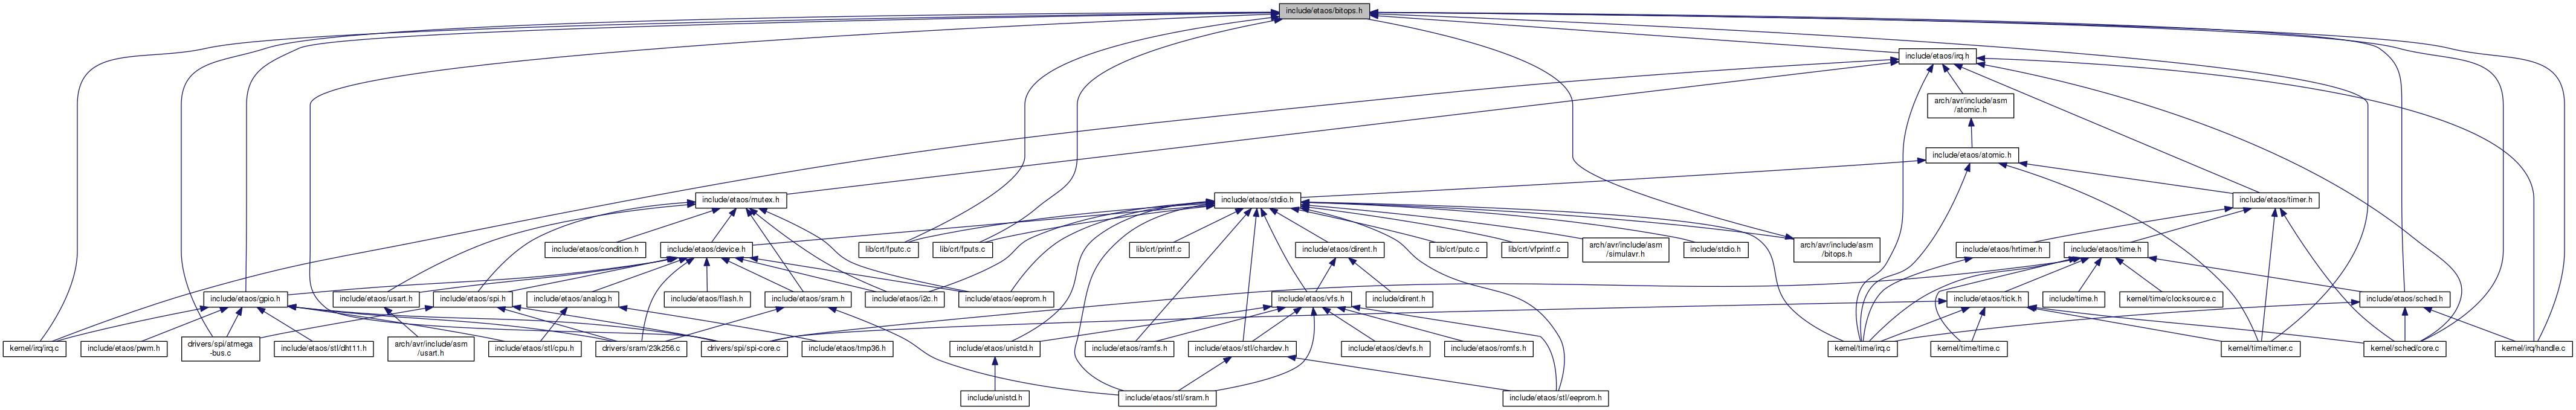 include/etaos/bitops.h
include/etaos/irq.h
arch/avr/include/asm
/atomic.h
include/etaos/atomic.h
include/etaos/mutex.h
include/etaos/stdio.h
include/etaos/timer.h
include/etaos/condition.h
include/etaos/device.h
lib/crt/fputc.c
lib/crt/fputs.c
lib/crt/printf.c
include/etaos/dirent.h
lib/crt/putc.c
lib/crt/vfprintf.c
arch/avr/include/asm
/simulavr.h
include/stdio.h
arch/avr/include/asm
/bitops.h
include/etaos/hrtimer.h
include/etaos/time.h
include/etaos/gpio.h
include/etaos/usart.h
include/etaos/spi.h
include/etaos/analog.h
include/etaos/flash.h
include/etaos/sram.h
include/etaos/i2c.h
include/etaos/eeprom.h
include/etaos/vfs.h
include/dirent.h
include/etaos/tick.h
include/time.h
kernel/time/clocksource.c
include/etaos/sched.h
kernel/irq/irq.c
include/etaos/pwm.h
drivers/spi/atmega
-bus.c
include/etaos/stl/dht11.h
arch/avr/include/asm
/usart.h
include/etaos/stl/cpu.h
drivers/sram/23k256.c
drivers/spi/spi-core.c
include/etaos/tmp36.h
include/etaos/unistd.h
include/etaos/ramfs.h
include/etaos/stl/chardev.h
include/etaos/devfs.h
include/etaos/romfs.h
kernel/time/irq.c
kernel/time/time.c
kernel/time/timer.c
kernel/sched/core.c
kernel/irq/handle.c
include/unistd.h
include/etaos/stl/sram.h
include/etaos/stl/eeprom.h